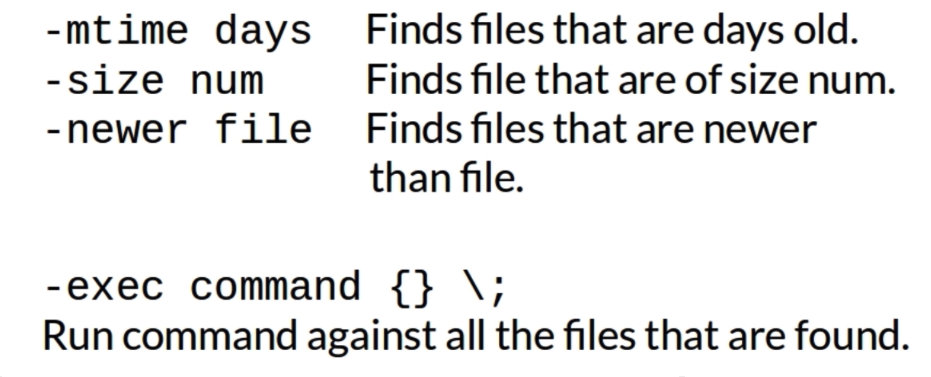 -mtime days Finds files that are days old.
-size num Finds file that are of size num.
-newer file Finds files that are newer
than file.
-exec command {} \;
Run command against all the files that are found.